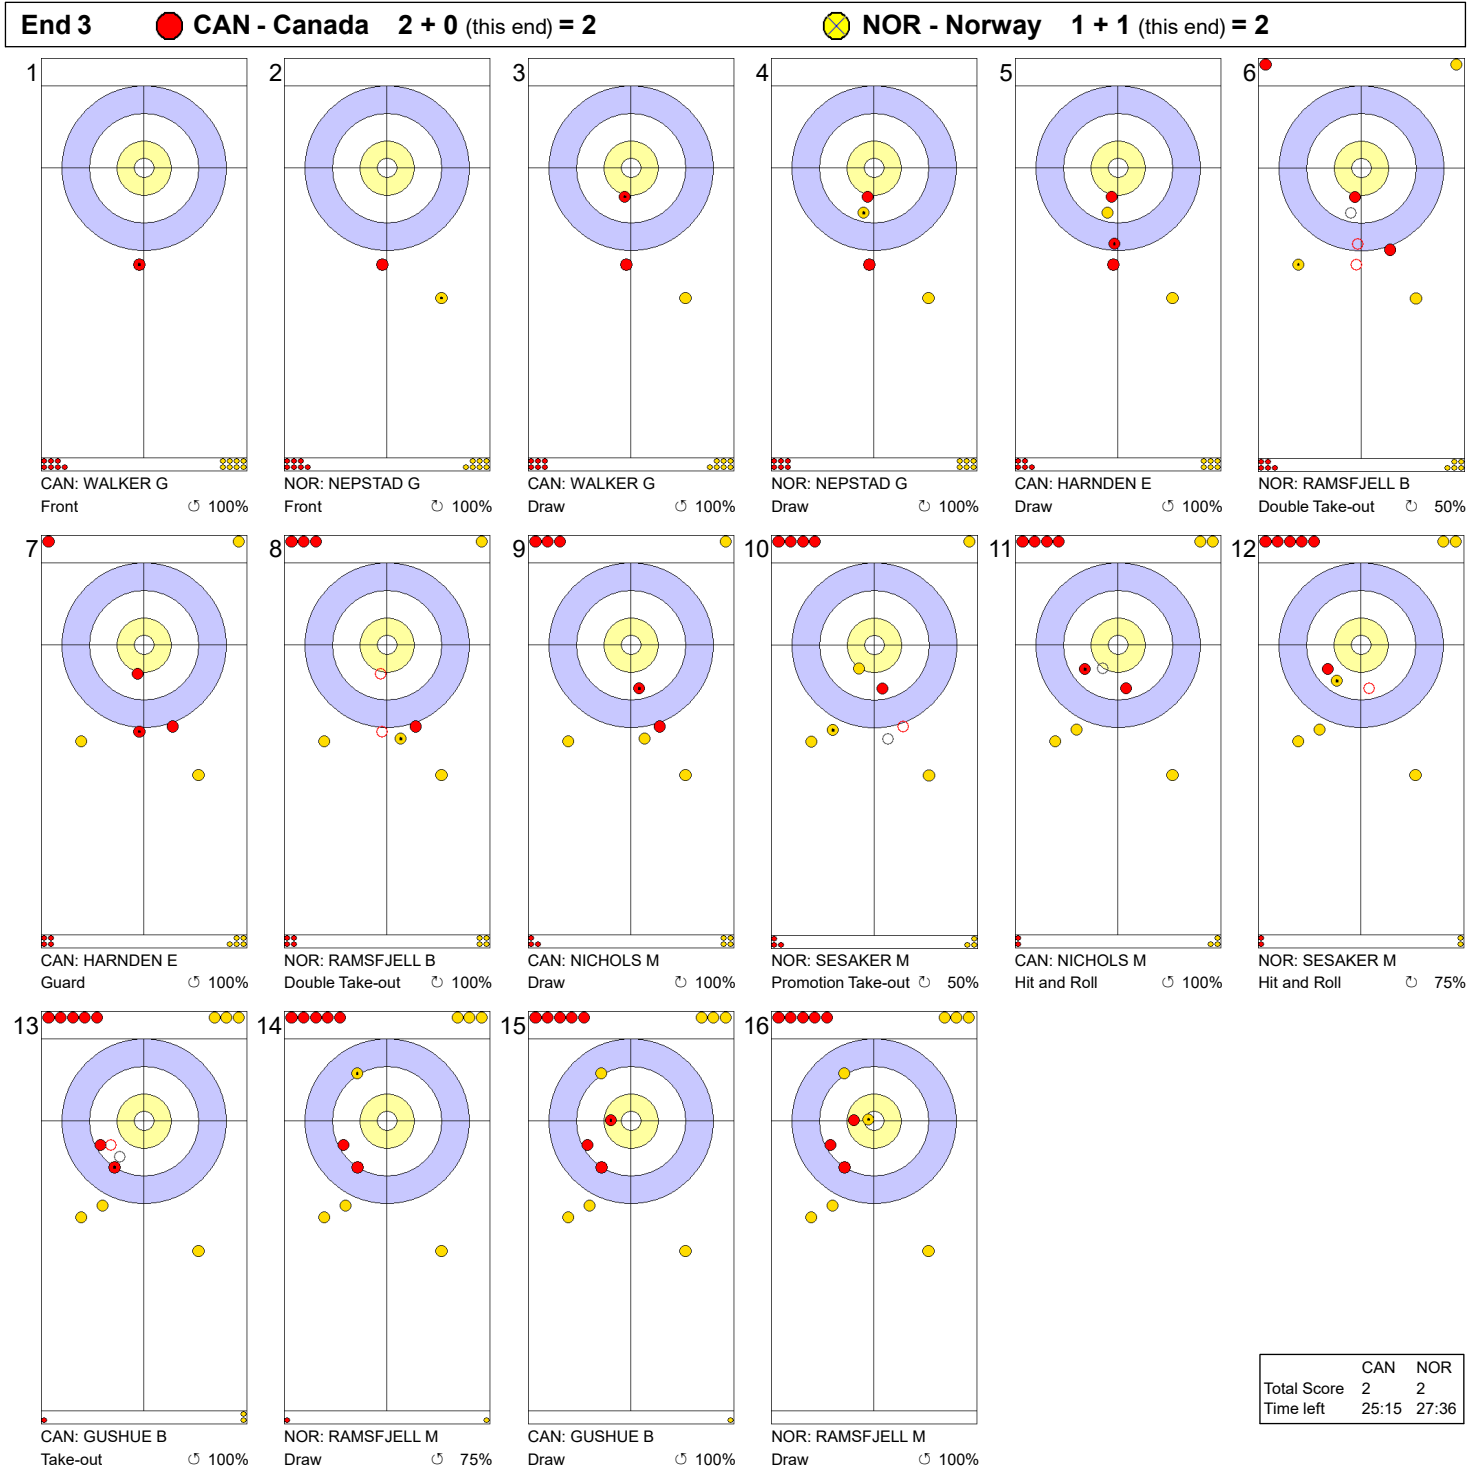 End 3 CAN - Canada 2 + 0 (this end) = 2 NOR - Norway 1 + 1 (this end) = 2
1 2 3 4 5 6
CAN: WALKER G NOR: NEPSTAD G CAN: WALKER G NOR: NEPSTAD G CAN: HARNDEN E NOR: RAMSFJELL B
Front ↺ 100% Front ↻ 100% Draw ↻ 100% Draw ↻ 100% Draw ↺ 100% Double Take-out ↻ 50%
7 8 9 10 11 12
CAN: HARNDEN E NOR: RAMSFJELL B CAN: NICHOLS M NOR: SESAKER M CAN: NICHOLS M NOR: SESAKER M
Guard ↺ 100% Double Take-out ↺ 100% Draw ↺ 100% Promotion Take-out ↻ 50% Hit and Roll ↻ 100% Hit and Roll ↻ 75%
13 14 15 16
CAN: GUSHUE B NOR: RAMSFJELL M CAN: GUSHUE B NOR: RAMSFJELL M
Take-out ↺ 100% Draw ↺ 75% Draw ↺ 100% Draw ↺ 100%
CAN NOR
Total Score 2 2
Time left 25:15 27:36